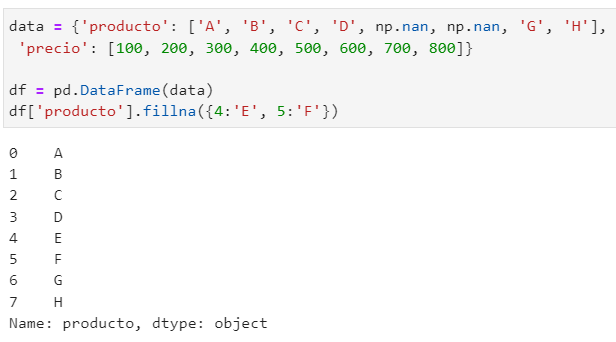 data = {'producto': ['A', 'B', 'C', 'D', np.nan, np.nan, 'G', 'H'],
 'precio': [100, 200, 300, 400, 500, 600, 700, 800]}
df = pd.DataFrame(data)
df['producto'].fillna({4:'E', 5:'F'})
0    A
1    B
2    C
3    D
4    E
5    F
6    G
7    H
Name: producto, dtype: object